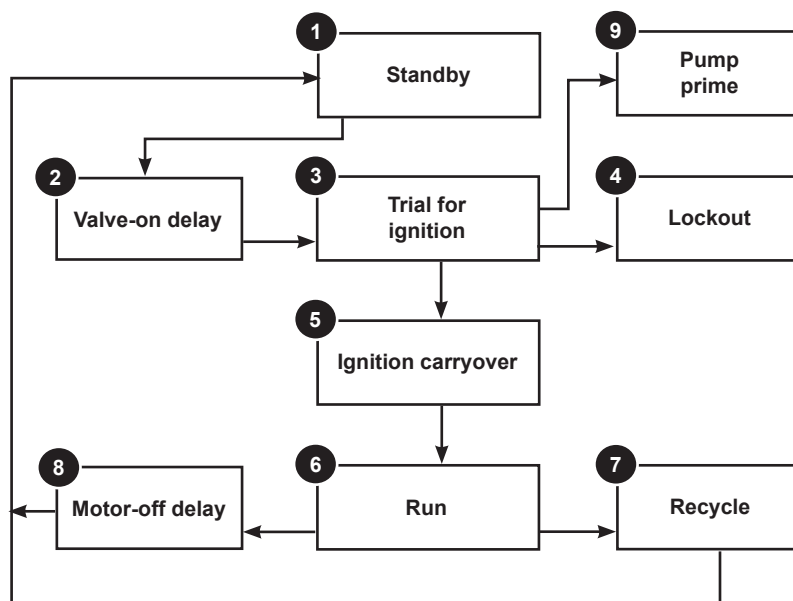 1
Standby
9
Pump
prime
2
Valve-on delay
3
Trial for
ignition
4
Lockout
5
Ignition carryover
8
Motor-off delay
6
Run
7
Recycle